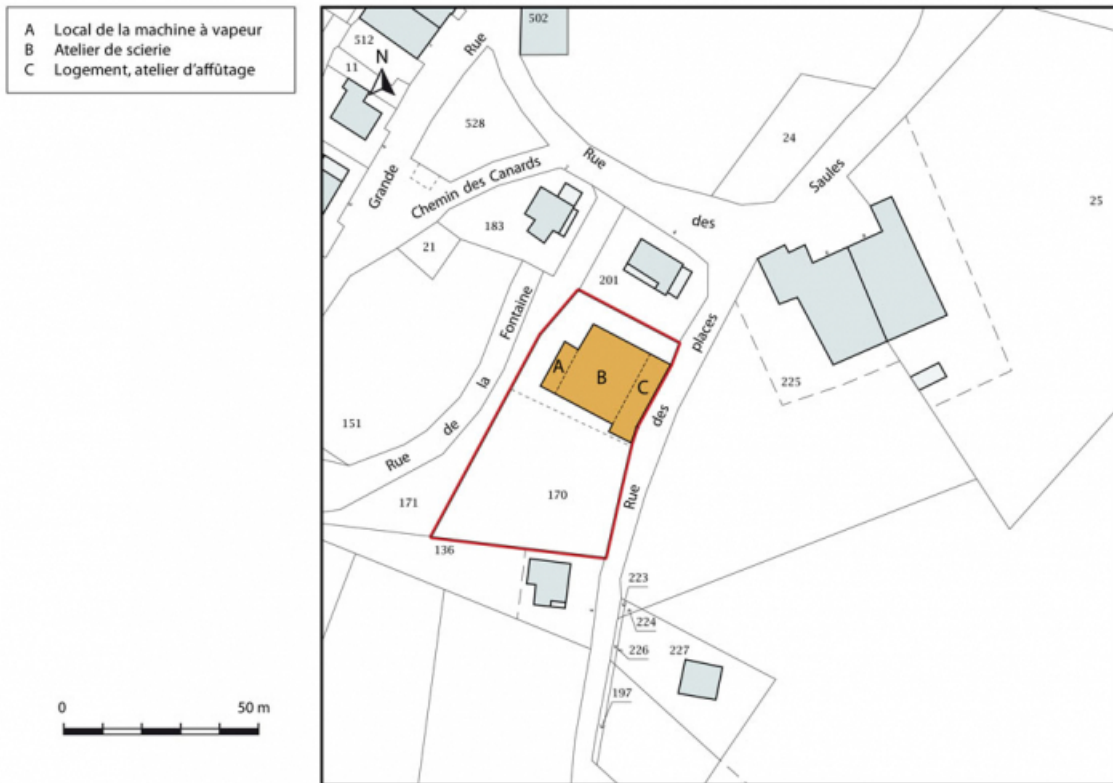 A Local de la machine à vapeur
B Atelier de scierie
C Logement, atelier d'affûtage
502
512
Rue
N
11
528
24
Grande
Chemin des Canards
Rue
Saules
25
183
des
21
201
Fontaine
places
A
B
C
225
la
des
151
de
Rue
171
170
Rue
136
223
224
226
227
197
0 50 m